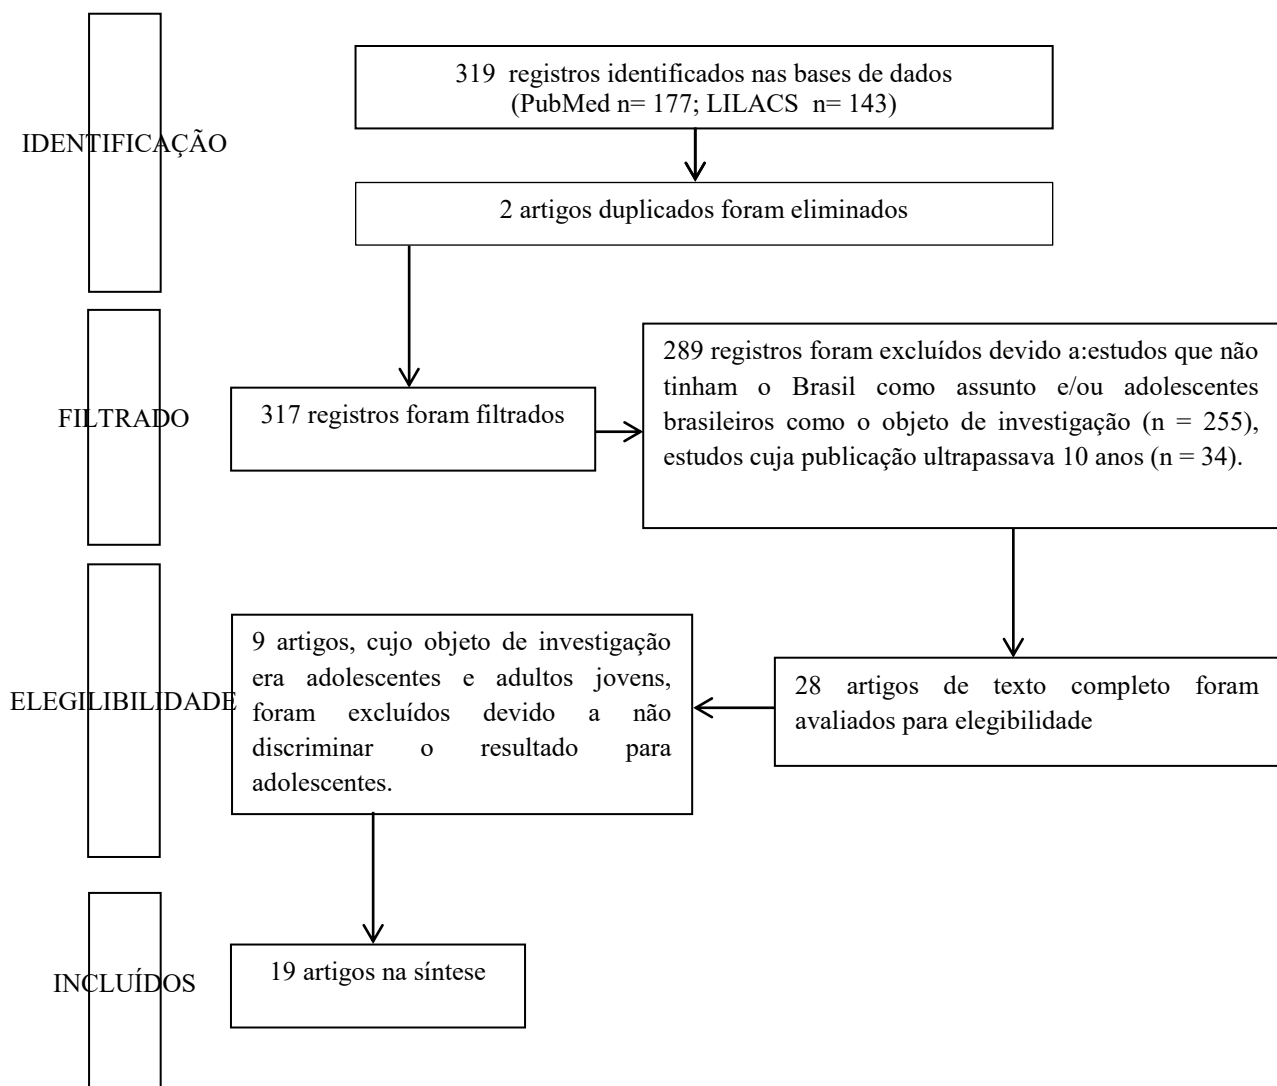 319 registros identificados nas bases de dados
(PubMed n= 177; LILACS n= 143)
IDENTIFICAÇÃO
2 artigos duplicados foram eliminados
289 registros foram excluídos devido a:estudos que não
tinham o Brasil como assunto e/ou adolescentes
brasileiros como o objeto de investigação (n = 255),
estudos cuja publicação ultrapassava 10 anos (n = 34).
FILTRADO
317 registros foram filtrados
9 artigos, cujo objeto de investigação
era adolescentes e adultos jovens,
foram excluídos devido a não
discriminar o resultado para
adolescentes.
ELEGILIBILIDADE
28 artigos de texto completo foram
avaliados para elegibilidade
INCLUÍDOS
19 artigos na síntese